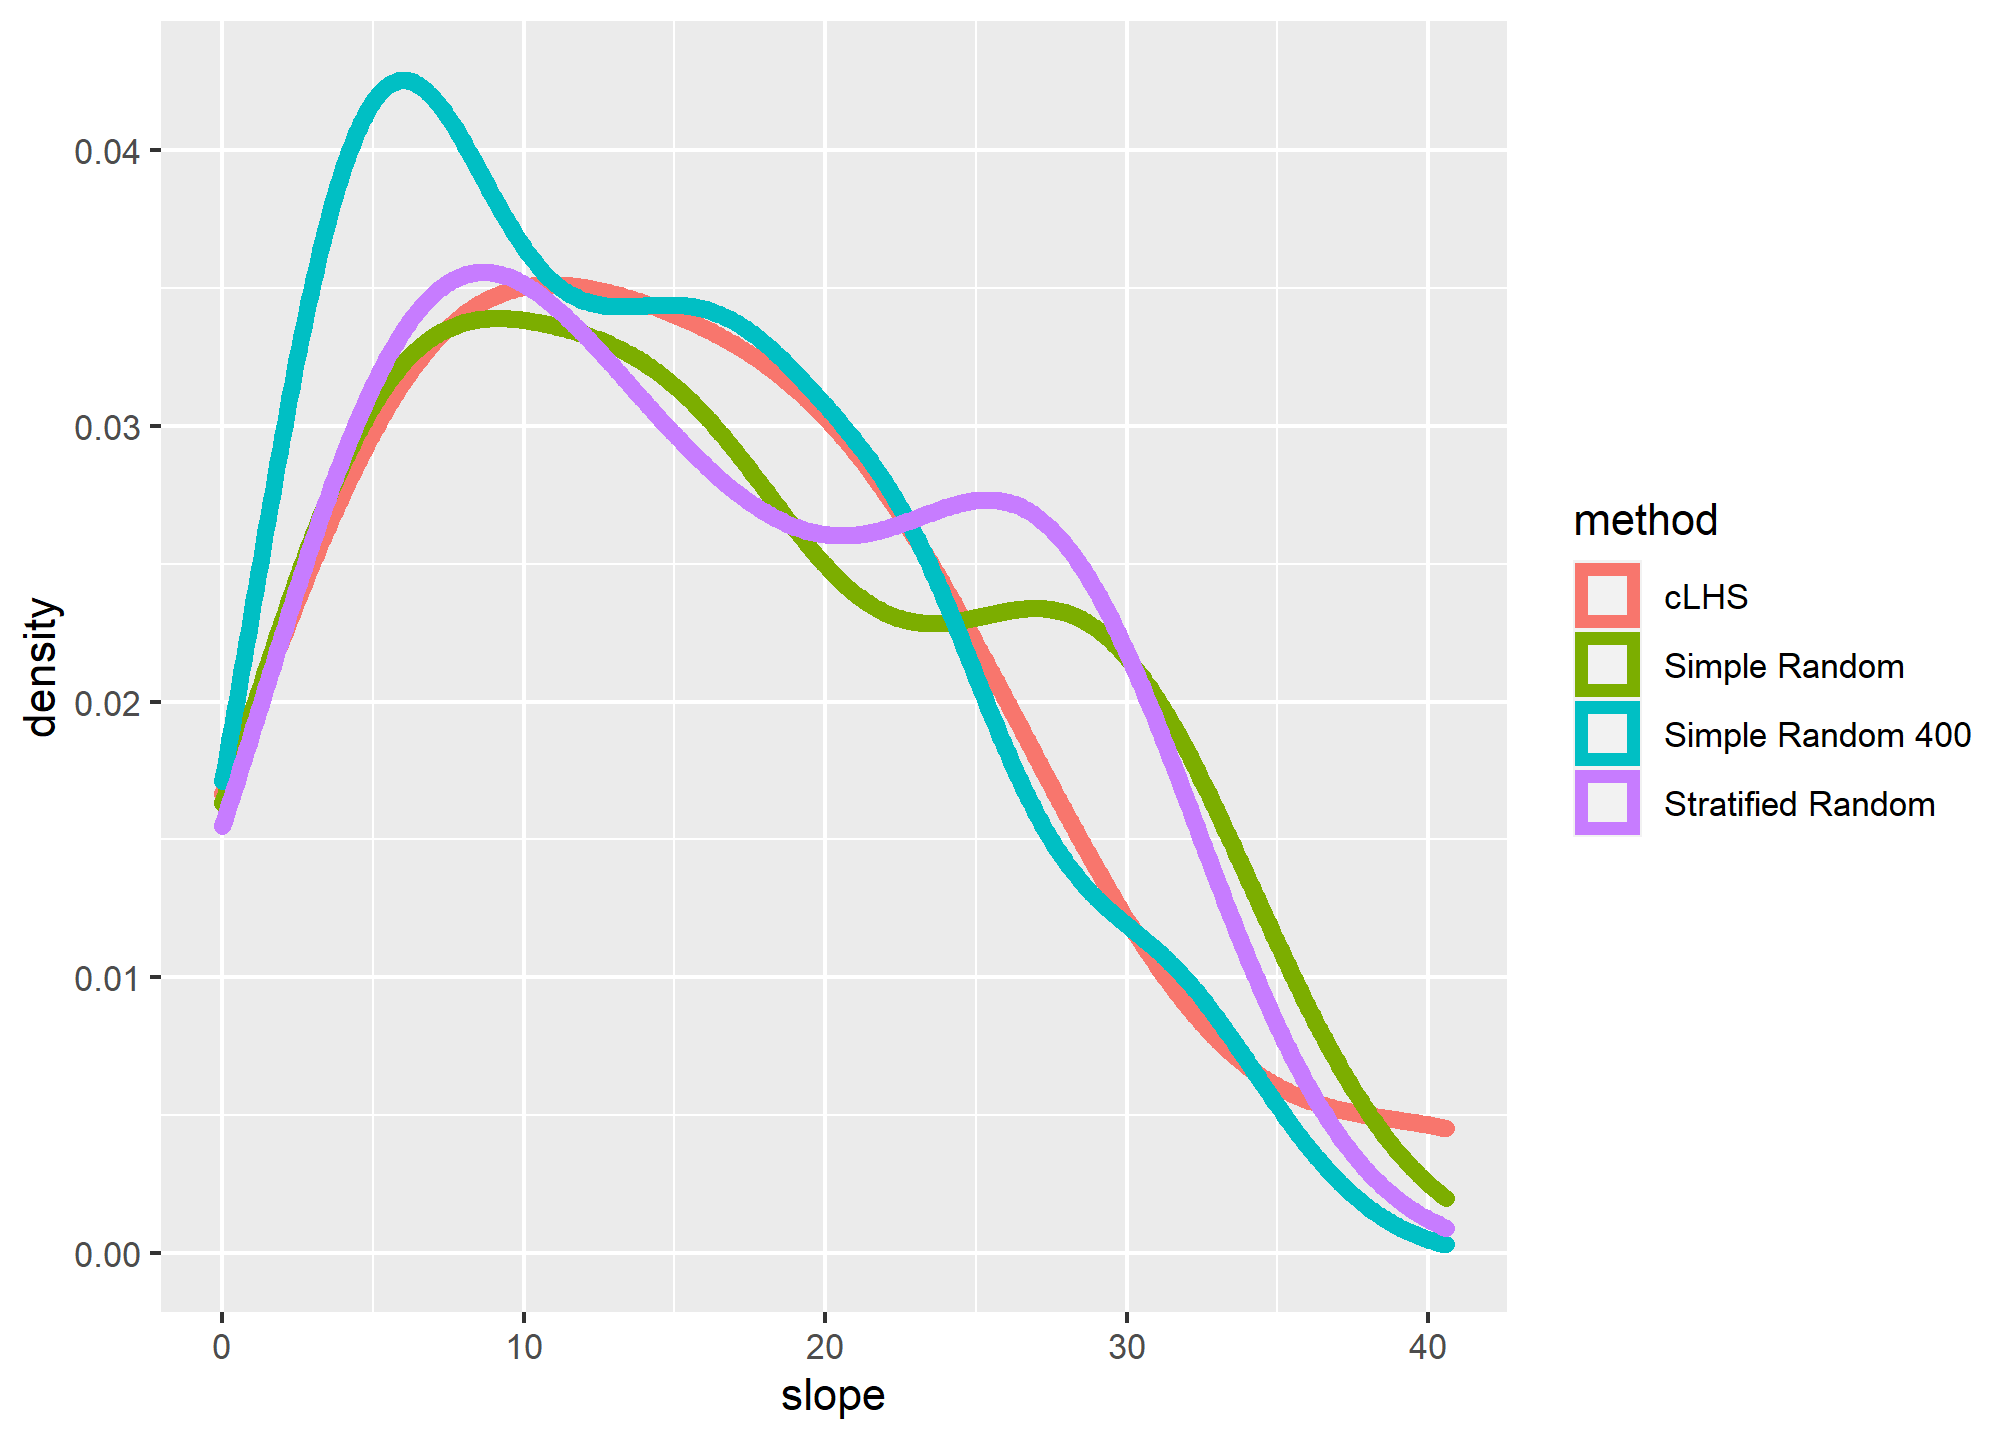 density
0.04
0.03
0.02
0.01
0.00
0 10 20 30 40
slope
method
cLHS
Simple Random
Simple Random 400
Stratified Random